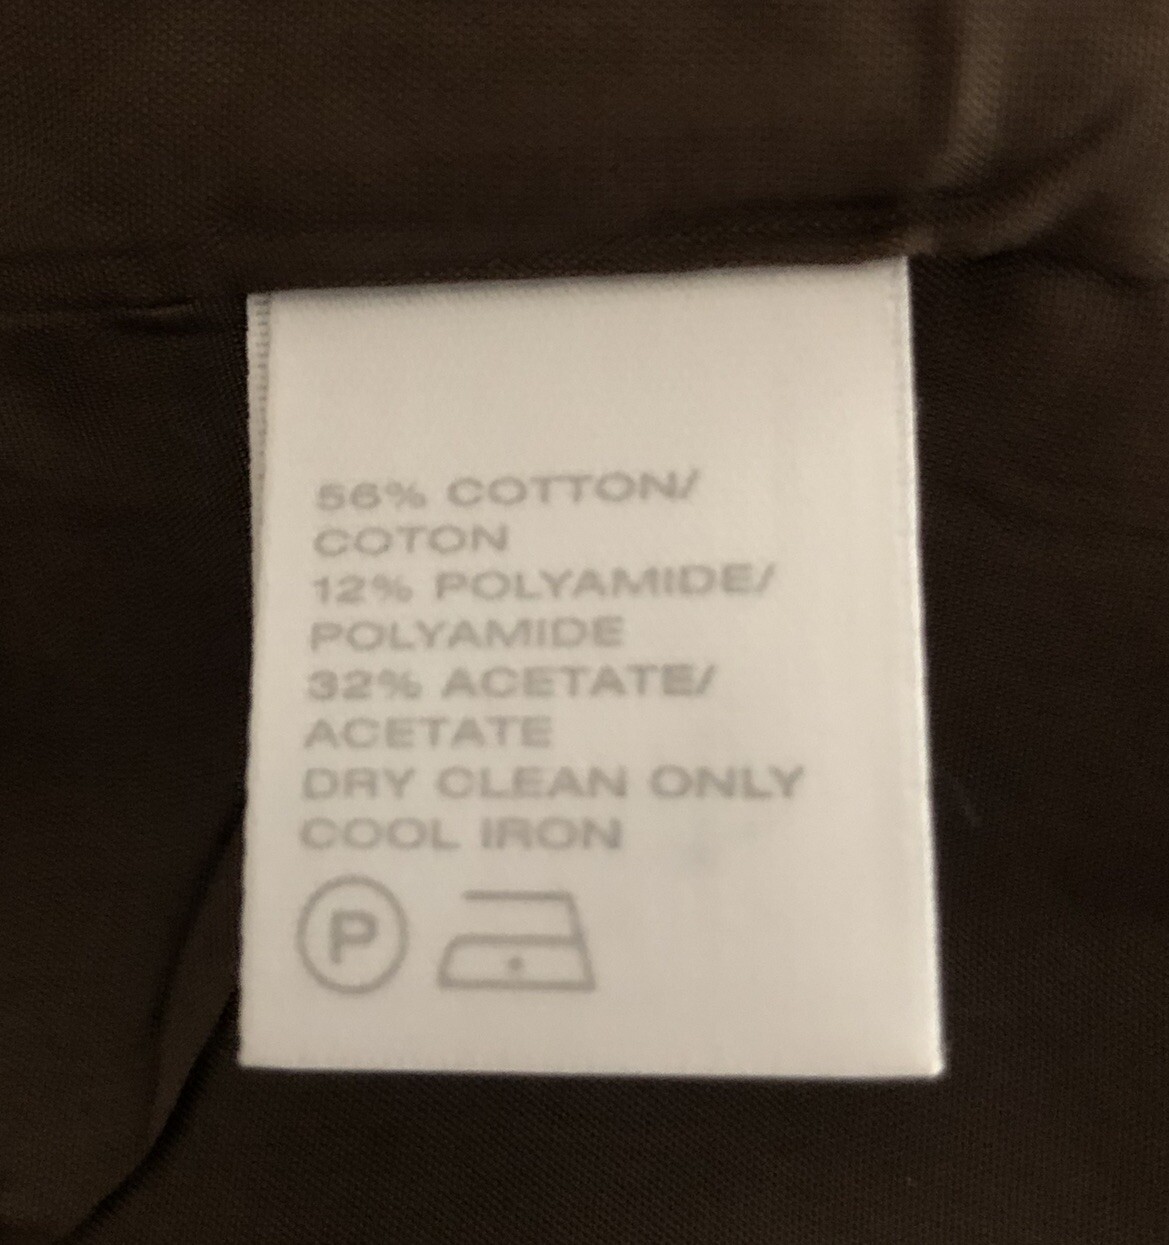 56% COTTON/
COTON
12% POLYAMIDE/
POLYAMIDE
32% ACETATE/
ACETATE
DRY CLEAN ONLY
COOL IRON
P